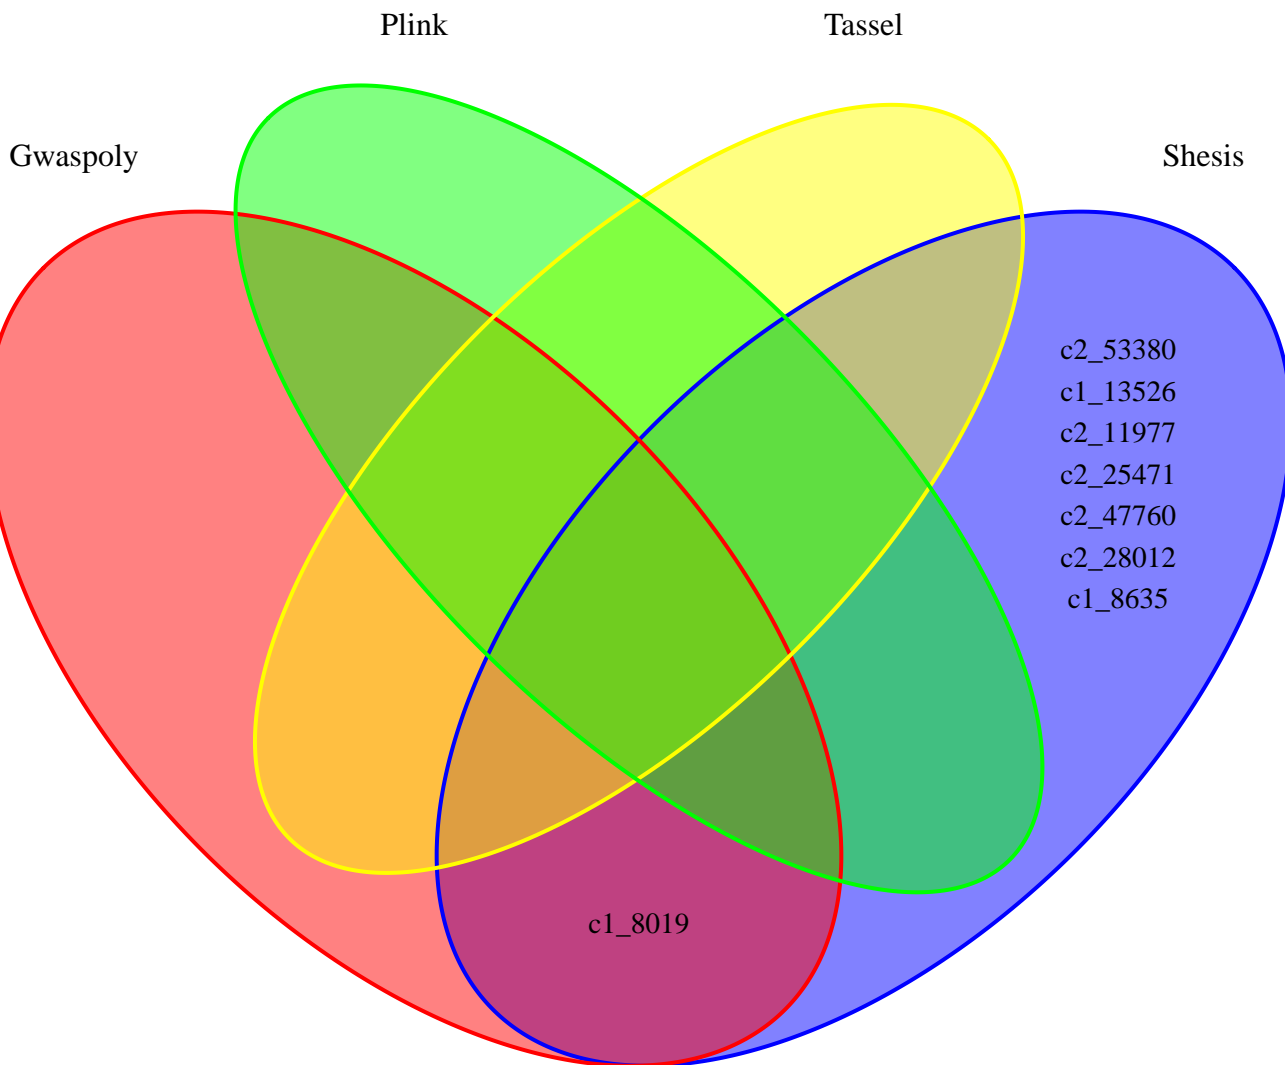 Plink
Tassel
Gwaspoly
Shesis
c2_53380
c1_13526
c2_11977
c2_25471
c2_47760
c2_28012
c1_8635
c1_8019